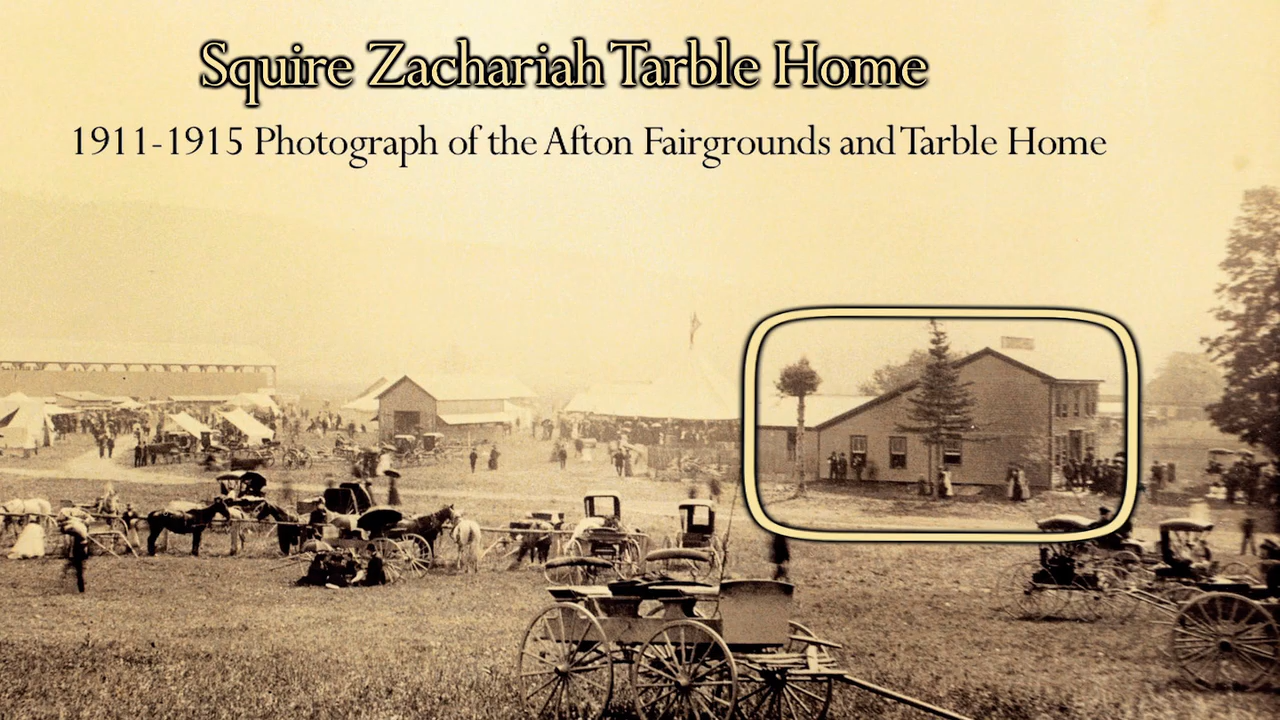 Squire Zachariah Tarble Home
1911-1915 Photograph of the Afton Fairgrounds and Tarble Home